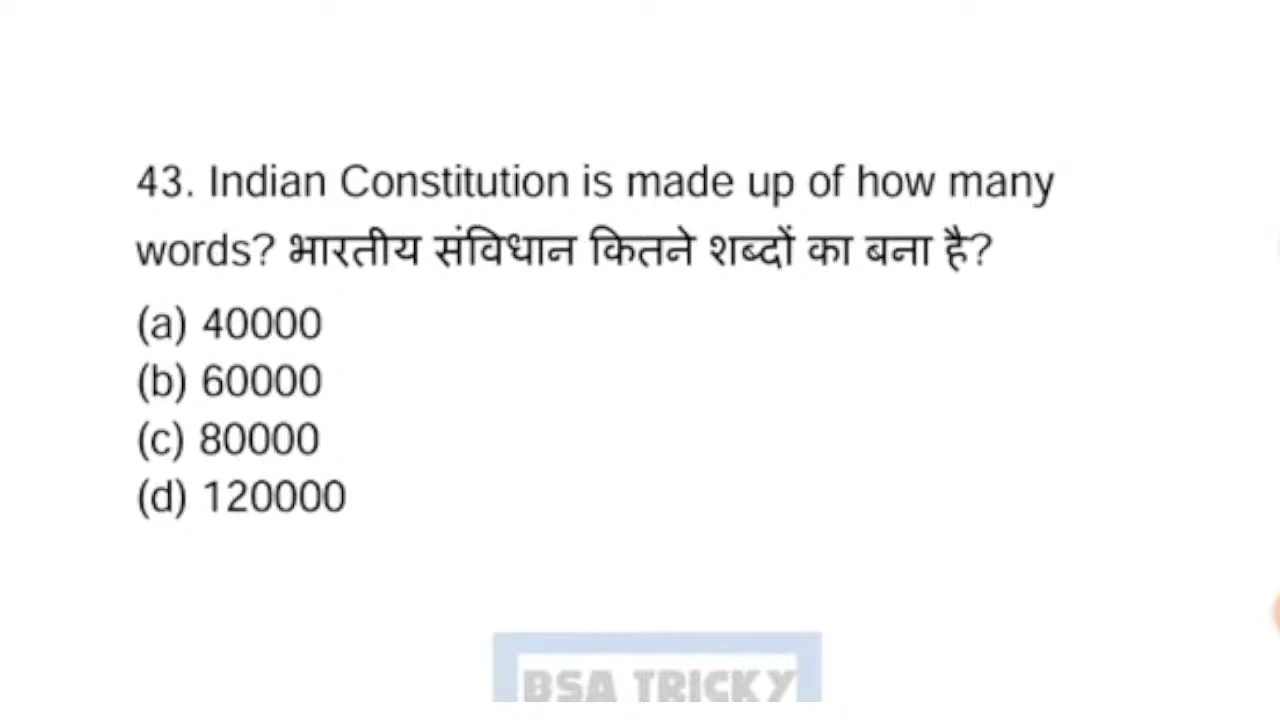 43. Indian Constitution is made up of how many
words? भारतीय संविधान कितने शब्दों का बना है?
(a) 40000
(b) 60000
(c) 80000
(d) 120000
BSA TRICKY